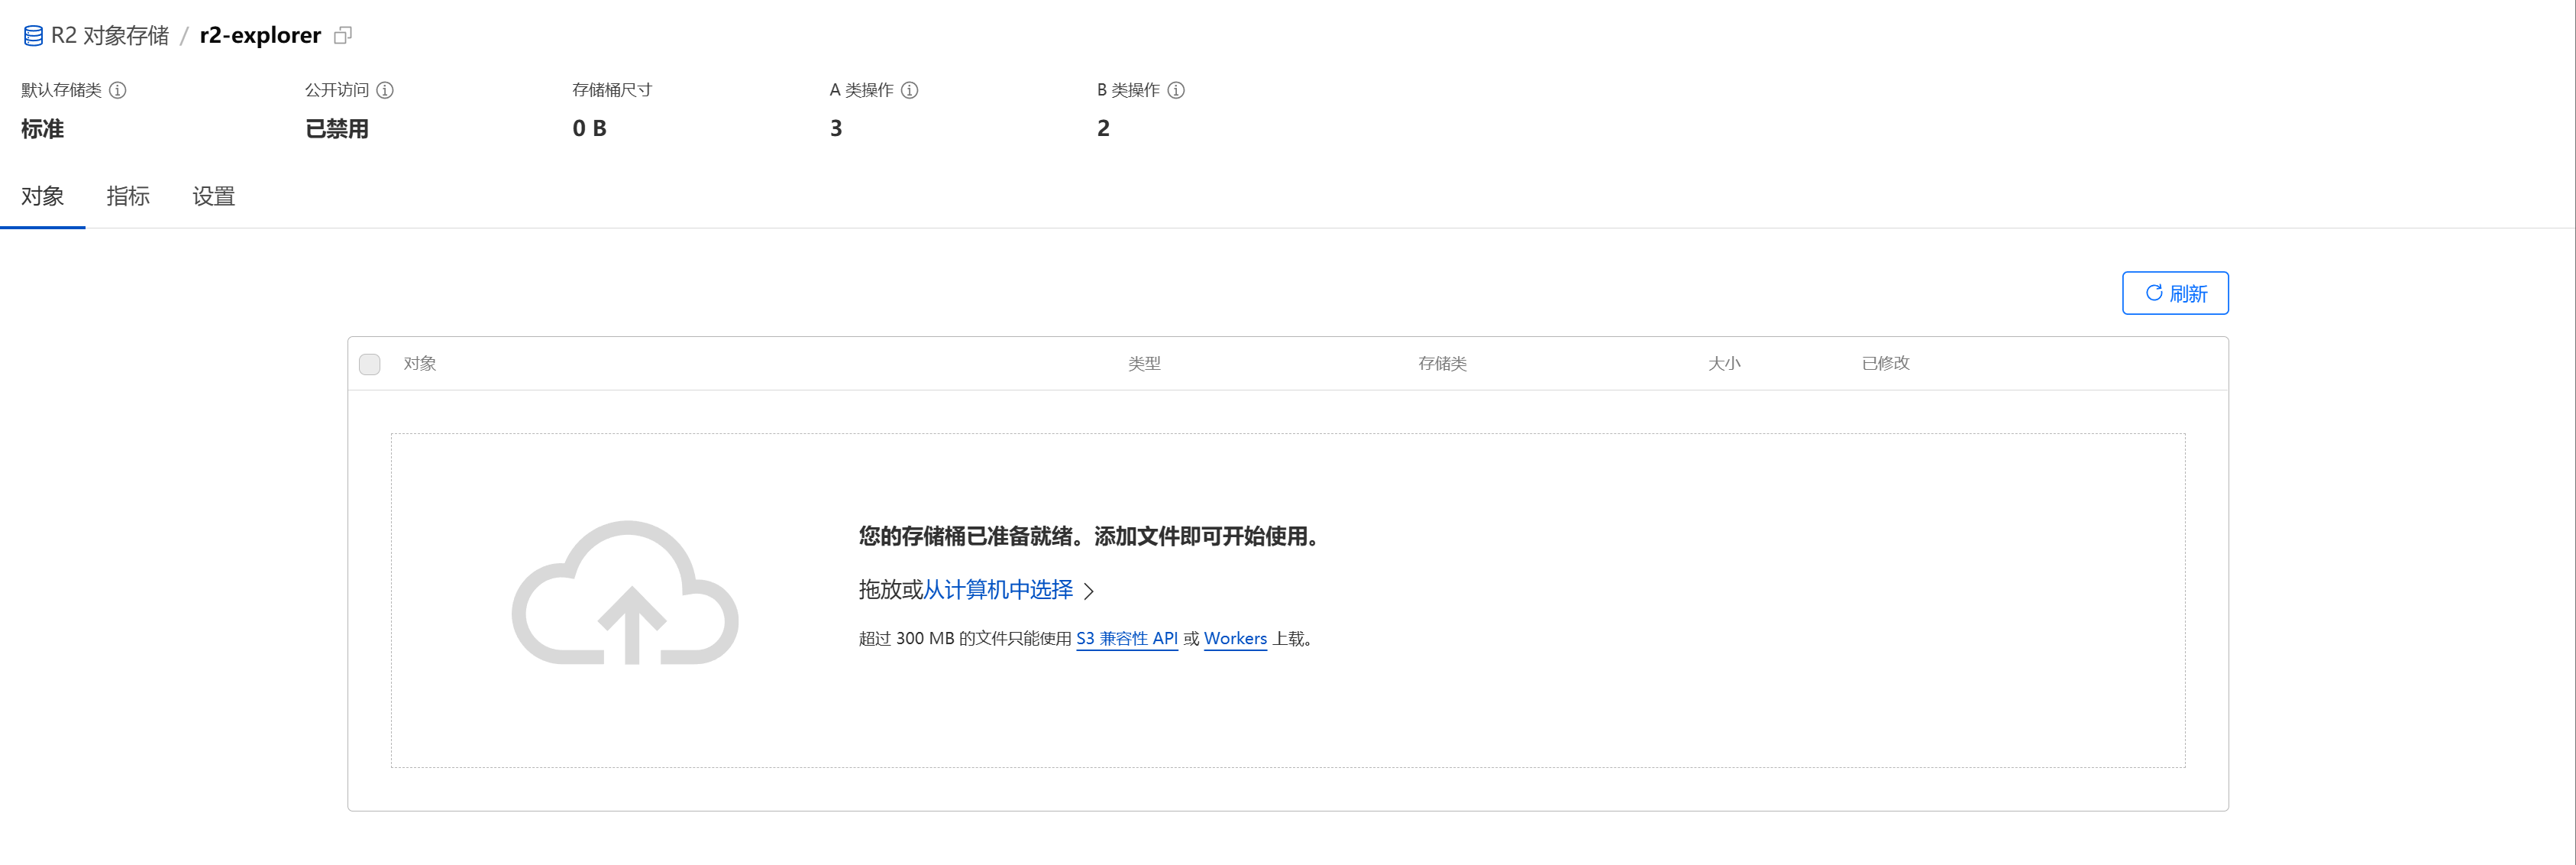 R2 对象存储 / r2-explorer
默认存储类 公开访问 存储桶尺寸 A 类操作 B 类操作
标准 已禁用 0 B 3 2
对象 指标 设置
刷新
对象 类型 存储类 大小 已修改
您的存储桶已准备就绪。添加文件即可开始使用。
拖放或从计算机中选择
超过 300 MB 的文件只能使用 S3 兼容性 API 或 Workers 上载。